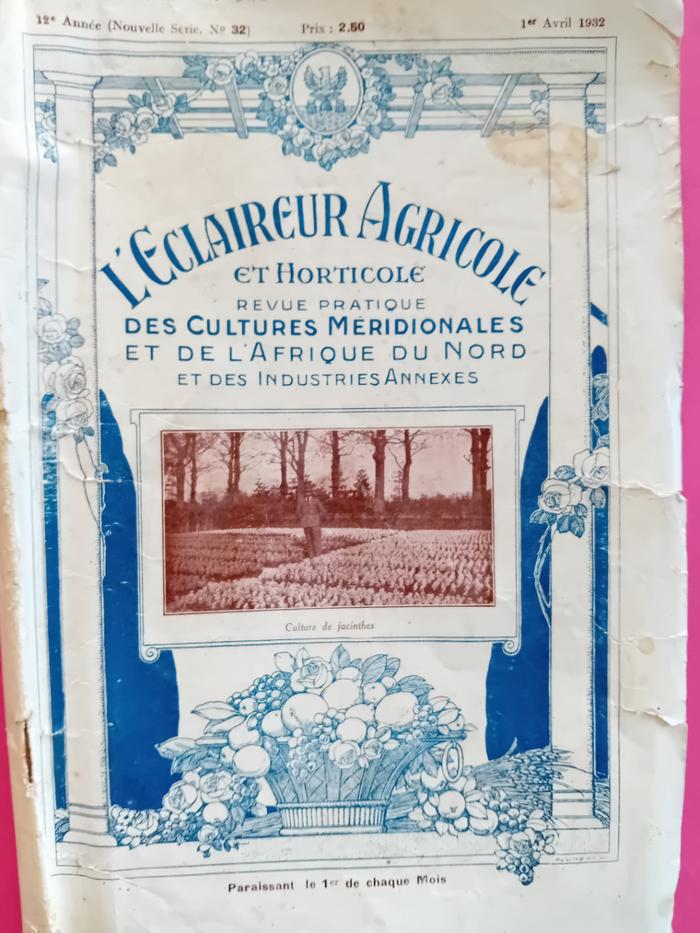 12e Année (Nouvelle Série. No 32) Prix : 2.50 1er Avril 1932
L'ECLAIREUR AGRICOLE
ET HORTICOLE
REVUE PRATIQUE
DES CULTURES MÉRIDIONALES
ET DE L'AFRIQUE DU NORD
ET DES INDUSTRIES ANNEXES
Culture de jacinthes
Paraissant le 1er de chaque Mois